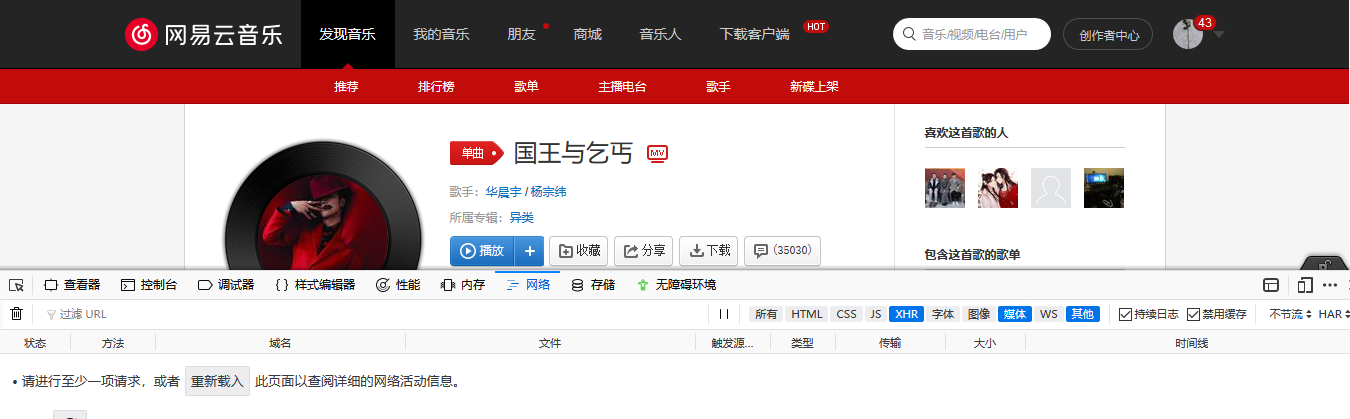 网易云音乐 发现音乐 我的音乐 朋友 商城 音乐人 下载客户端 HOT 音乐/视频/电台/用户 创作者中心 43
推荐 排行榜 歌单 主播电台 歌手 新碟上架
喜欢这首歌的人
单曲 国王与乞丐 MV
歌手：华晨宇 / 杨宗纬
所属专辑：异类
播放 + 收藏 分享 下载 (35030)
包含这首歌的歌单
查看器 控制台 调试器 {} 样式编辑器 性能 内存 网络 存储 无障碍环境
过滤 URL 所有 HTML CSS JS XHR 字体 图像 媒体 WS 其他 持续日志 禁用缓存 不节流 HAR
状态 方法 域名 文件 触发源... 类型 传输 大小 时间线
• 请进行至少一项请求，或者 重新载入 此页面以查阅详细的网络活动信息。